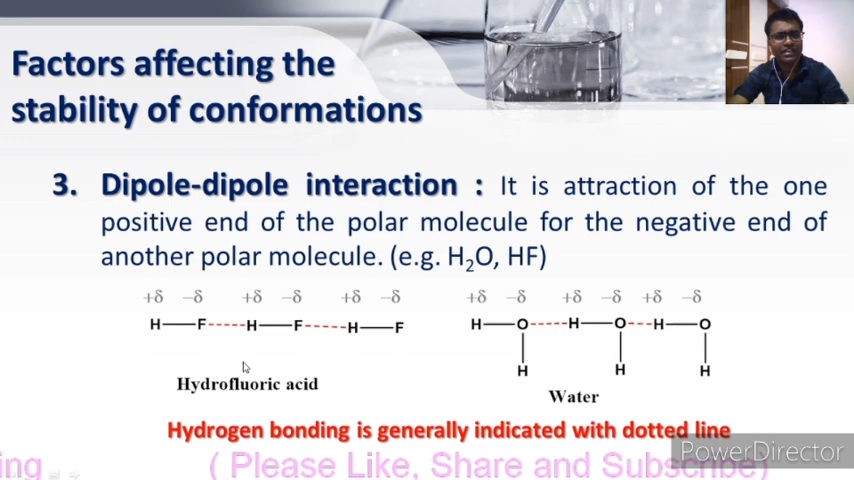 Factors affecting the
stability of conformations
3. Dipole-dipole interaction : It is attraction of the one
positive end of the polar molecule for the negative end of
another polar molecule. (e.g. H₂O, HF)
+δ –δ +δ –δ +δ –δ +δ –δ +δ –δ +δ –δ
H—F-----H—F-----H—F H—O-----H—O---H—O
H H H
Hydrofluoric acid
Water
Hydrogen bonding is generally indicated with dotted line
PowerDirector
ing ( Please Like, Share and Subscribe)